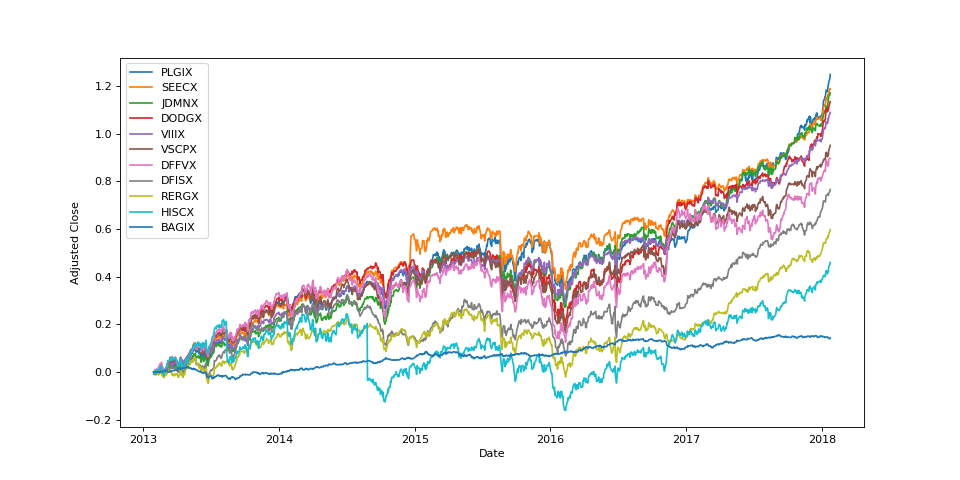 PLGIX
SEECX
JDMNX
DODGX
VIIIX
VSCPX
DFFVX
DFISX
RERGX
HISCX
BAGIX
Adjusted Close
1.2
1.0
0.8
0.6
0.4
0.2
0.0
−0.2
2013 2014 2015 2016 2017 2018
Date